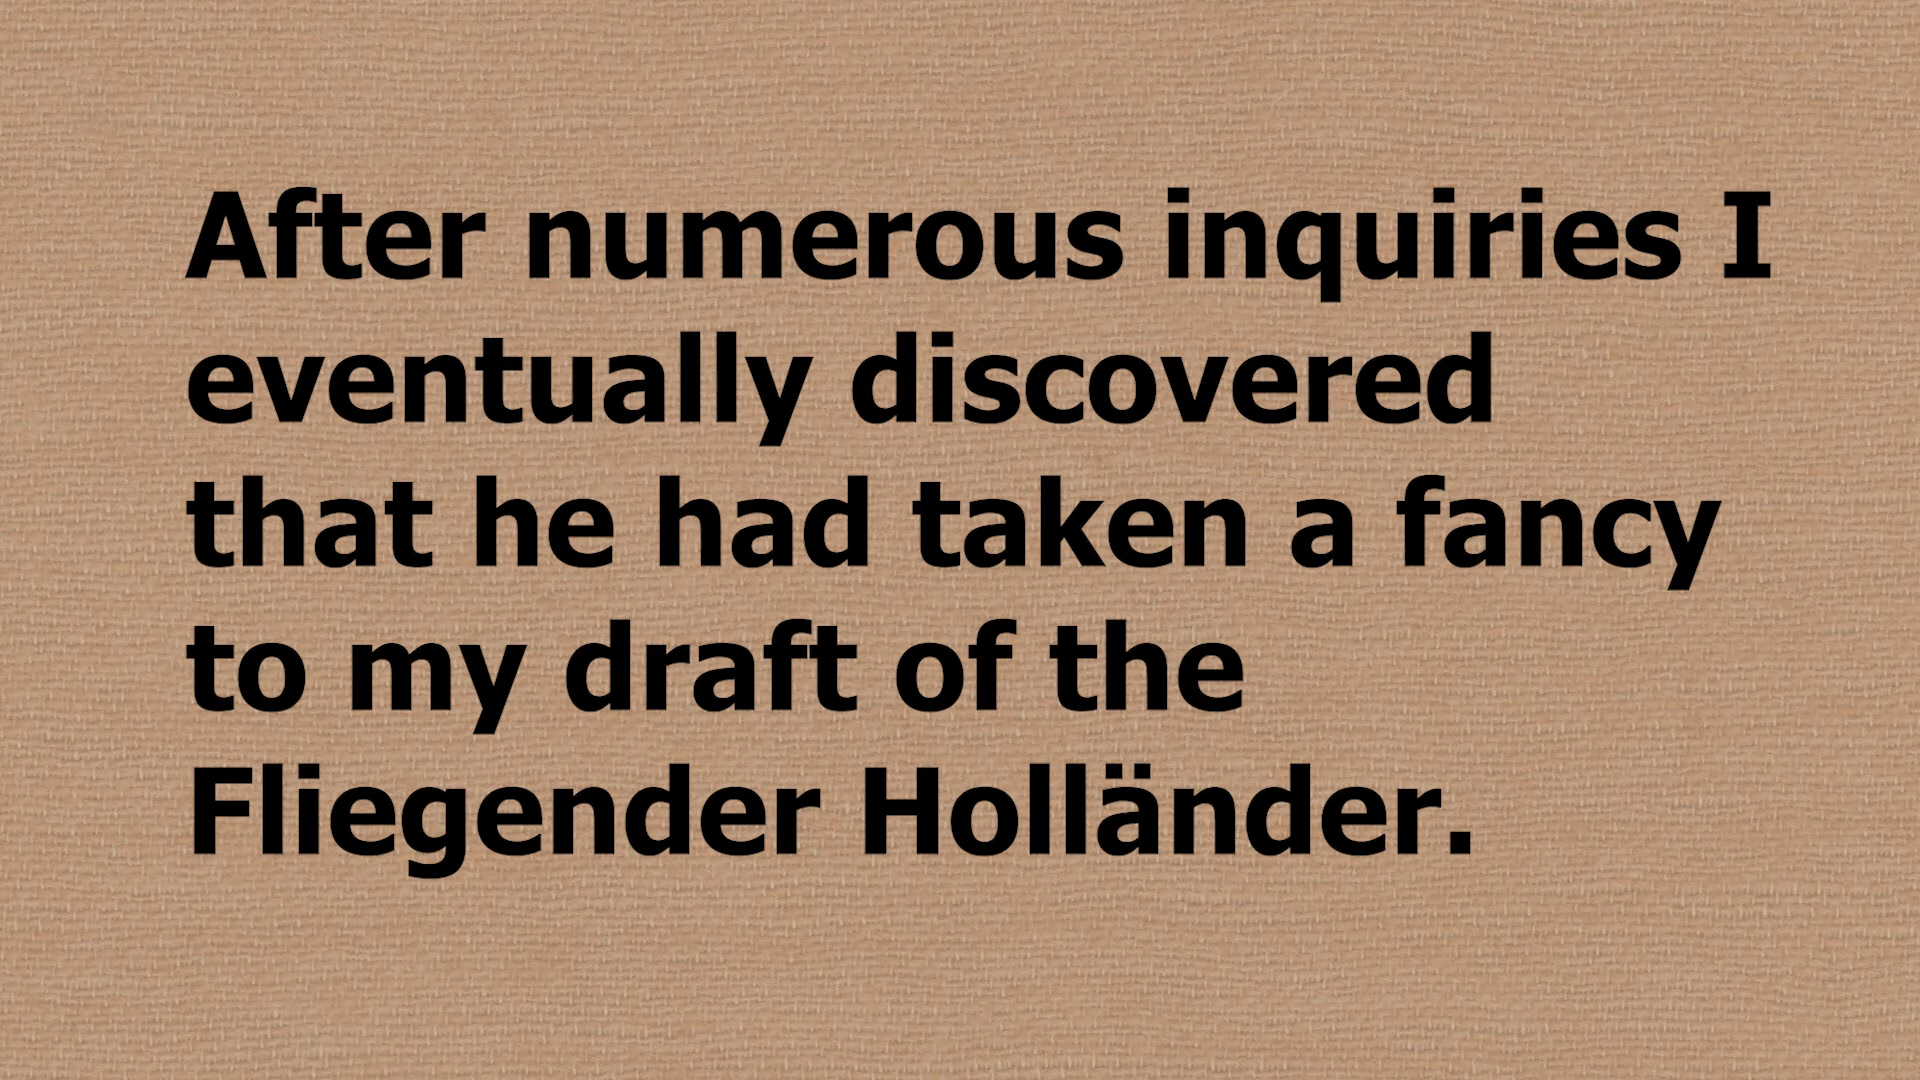 After numerous inquiries I
eventually discovered
that he had taken a fancy
to my draft of the
Fliegender Holländer.